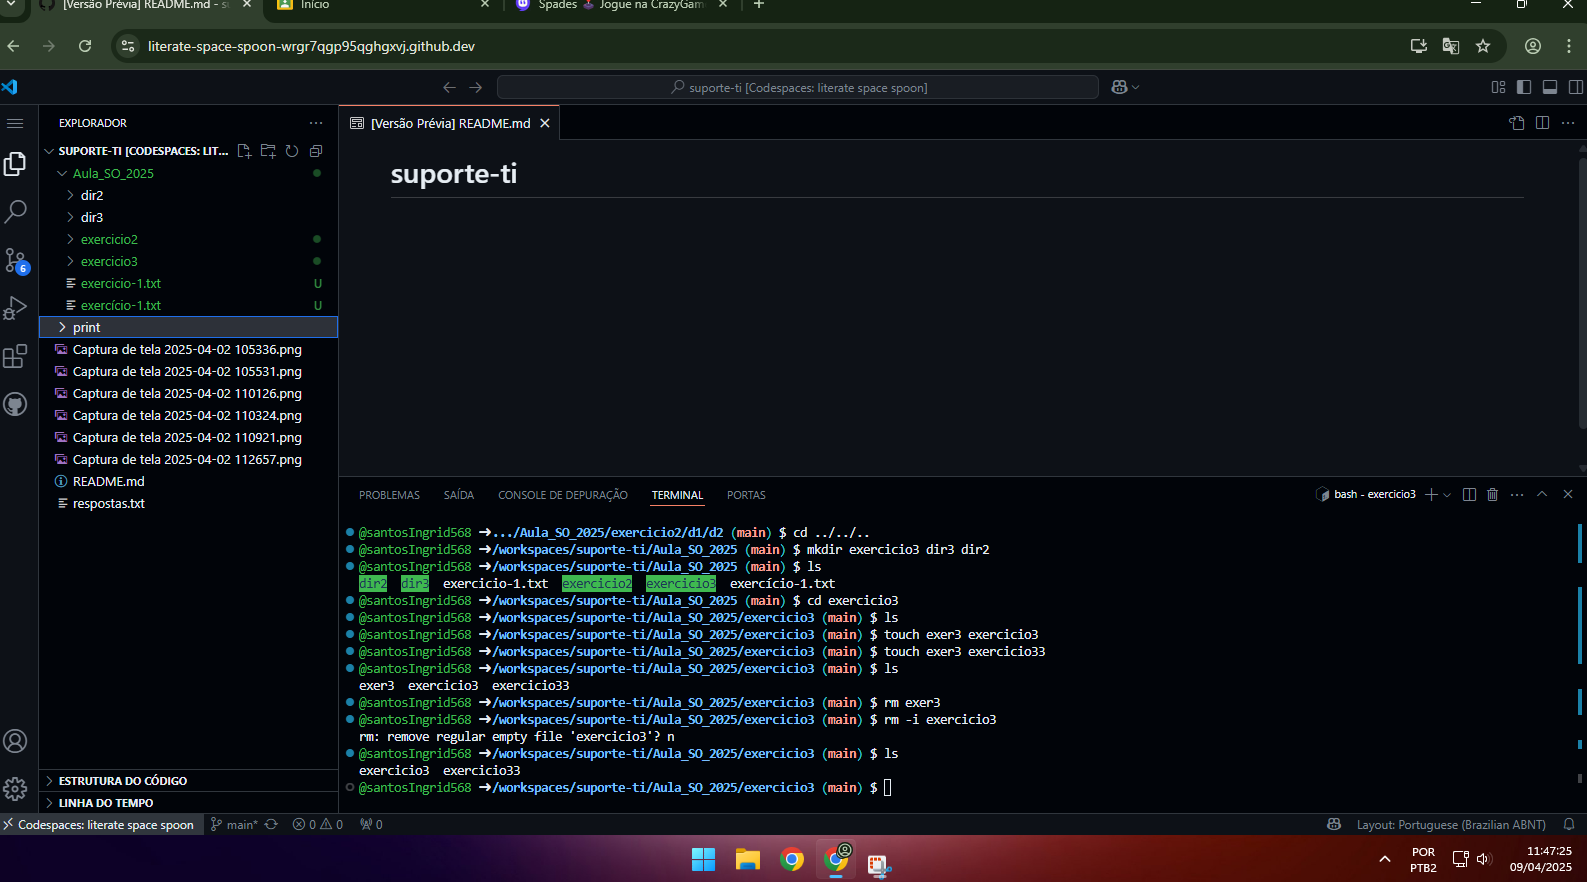 [Versão Prévia] README.md - su
Início
Spades Jogue na CrazyGam
literate-space-spoon-wrgr7qgp95qghgxvj.github.dev
suporte-ti [Codespaces: literate space spoon]
EXPLORADOR
SUPORTE-TI [CODESPACES: LIT...
Aula_SO_2025
dir2
dir3
exercicio2
exercicio3
exercicio-1.txt U
exercício-1.txt U
print
Captura de tela 2025-04-02 105336.png
Captura de tela 2025-04-02 105531.png
Captura de tela 2025-04-02 110126.png
Captura de tela 2025-04-02 110324.png
Captura de tela 2025-04-02 110921.png
Captura de tela 2025-04-02 112657.png
README.md
respostas.txt
6
ESTRUTURA DO CÓDIGO
LINHA DO TEMPO
[Versão Prévia] README.md
suporte-ti
PROBLEMAS SAÍDA CONSOLE DE DEPURAÇÃO TERMINAL PORTAS
bash - exercicio3
@santosIngrid568 ➜.../Aula_SO_2025/exercicio2/d1/d2 (main) $ cd ../../..
@santosIngrid568 ➜/workspaces/suporte-ti/Aula_SO_2025 (main) $ mkdir exercicio3 dir3 dir2
@santosIngrid568 ➜/workspaces/suporte-ti/Aula_SO_2025 (main) $ ls
dir2 dir3 exercicio-1.txt exercicio2 exercicio3 exercício-1.txt
@santosIngrid568 ➜/workspaces/suporte-ti/Aula_SO_2025 (main) $ cd exercicio3
@santosIngrid568 ➜/workspaces/suporte-ti/Aula_SO_2025/exercicio3 (main) $ ls
@santosIngrid568 ➜/workspaces/suporte-ti/Aula_SO_2025/exercicio3 (main) $ touch exer3 exercicio3
@santosIngrid568 ➜/workspaces/suporte-ti/Aula_SO_2025/exercicio3 (main) $ touch exer3 exercicio33
@santosIngrid568 ➜/workspaces/suporte-ti/Aula_SO_2025/exercicio3 (main) $ ls
exer3 exercicio3 exercicio33
@santosIngrid568 ➜/workspaces/suporte-ti/Aula_SO_2025/exercicio3 (main) $ rm exer3
@santosIngrid568 ➜/workspaces/suporte-ti/Aula_SO_2025/exercicio3 (main) $ rm -i exercicio3
rm: remove regular empty file 'exercicio3'? n
@santosIngrid568 ➜/workspaces/suporte-ti/Aula_SO_2025/exercicio3 (main) $ ls
exercicio3 exercicio33
@santosIngrid568 ➜/workspaces/suporte-ti/Aula_SO_2025/exercicio3 (main) $
Codespaces: literate space spoon main* 0 0 0
Layout: Portuguese (Brazilian ABNT)
POR
PTB2
11:47:25
09/04/2025